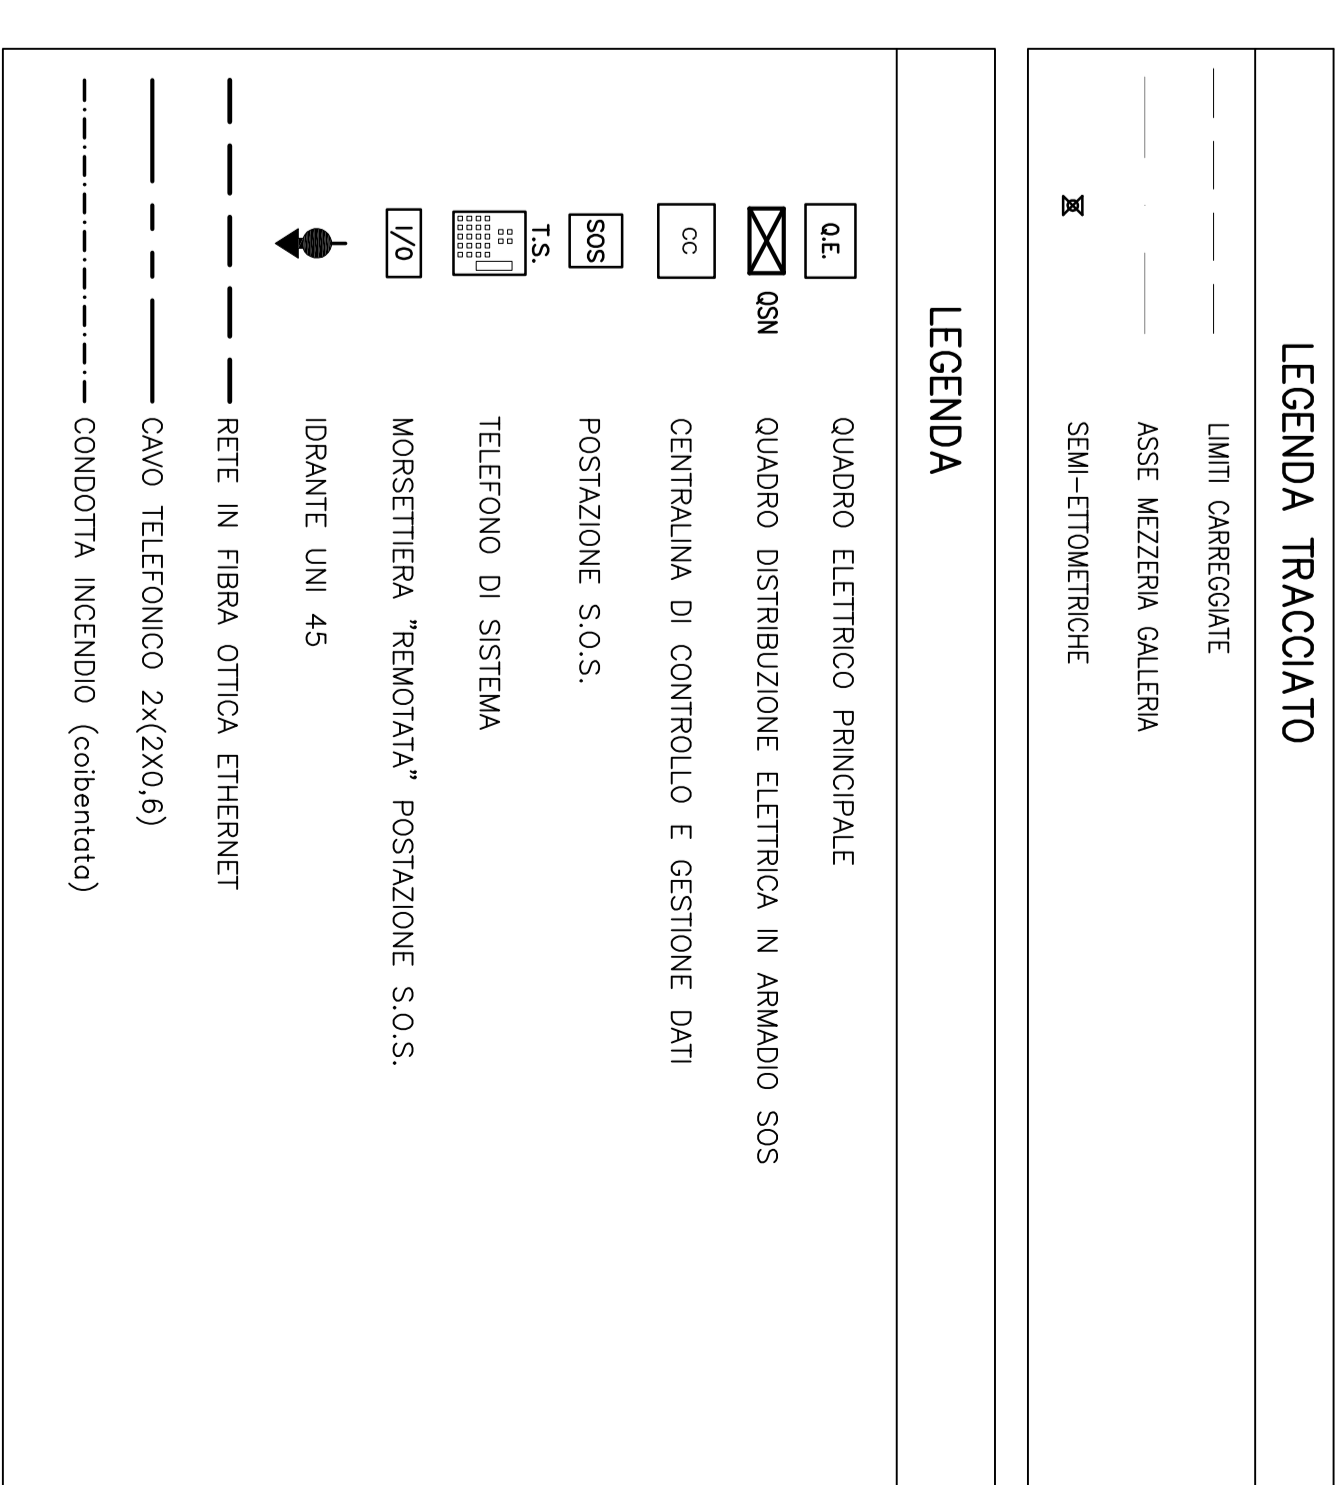 LEGENDA TRACCIATO
LIMITI CARREGGIATE
ASSE MEZZERIA GALLERIA
SEMI-ETTOMETRICHE
LEGENDA
Q.E. QUADRO ELETTRICO PRINCIPALE
QSN QUADRO DISTRIBUZIONE ELETTRICA IN ARMADIO SOS
CC CENTRALINA DI CONTROLLO E GESTIONE DATI
SOS POSTAZIONE S.O.S.
T.S. TELEFONO DI SISTEMA
I/O MORSETTIERA "REMOTATA" POSTAZIONE S.O.S.
IDRANTE UNI 45
RETE IN FIBRA OTTICA ETHERNET
CAVO TELEFONICO 2x(2X0,6)
CONDOTTA INCENDIO (coibentata)